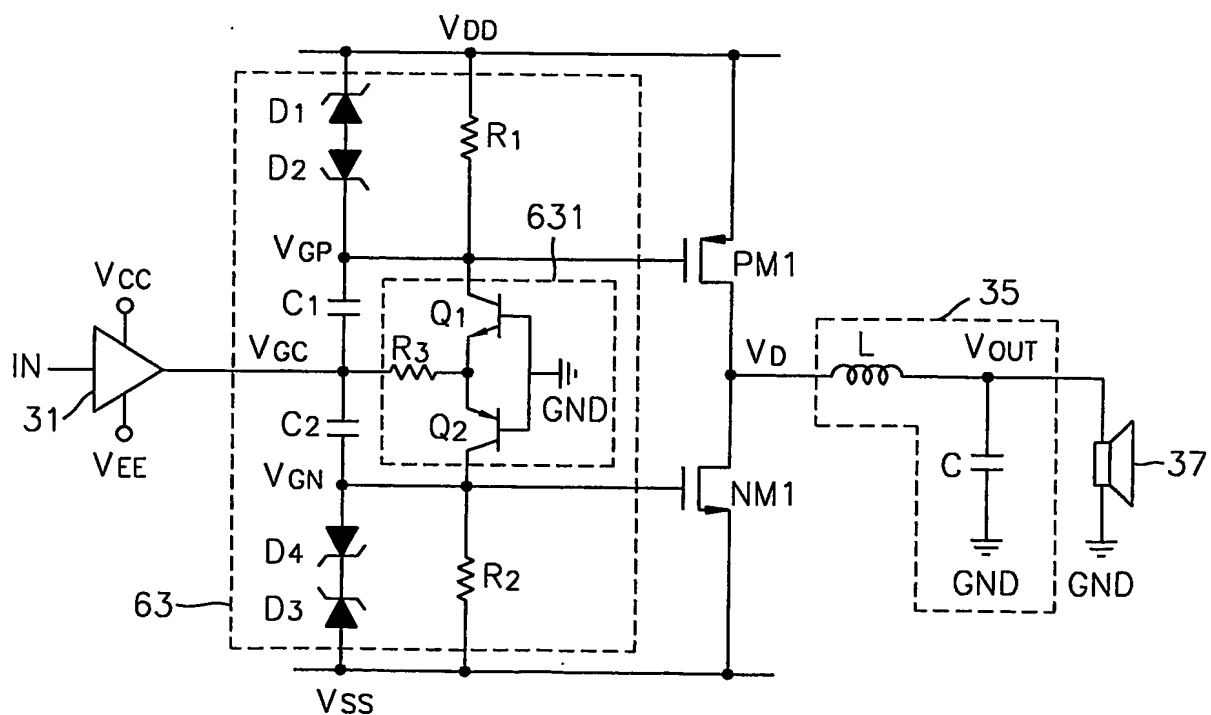 VDD
D1
R1
D2
631
VGP
PM1
VCC
C1
Q1
35
IN
VGC
R3
VD
L
VOUT
31
GND
C2
Q2
VEE
VGN
NM1
C
37
D4
R2
GND
GND
63
D3
VSS